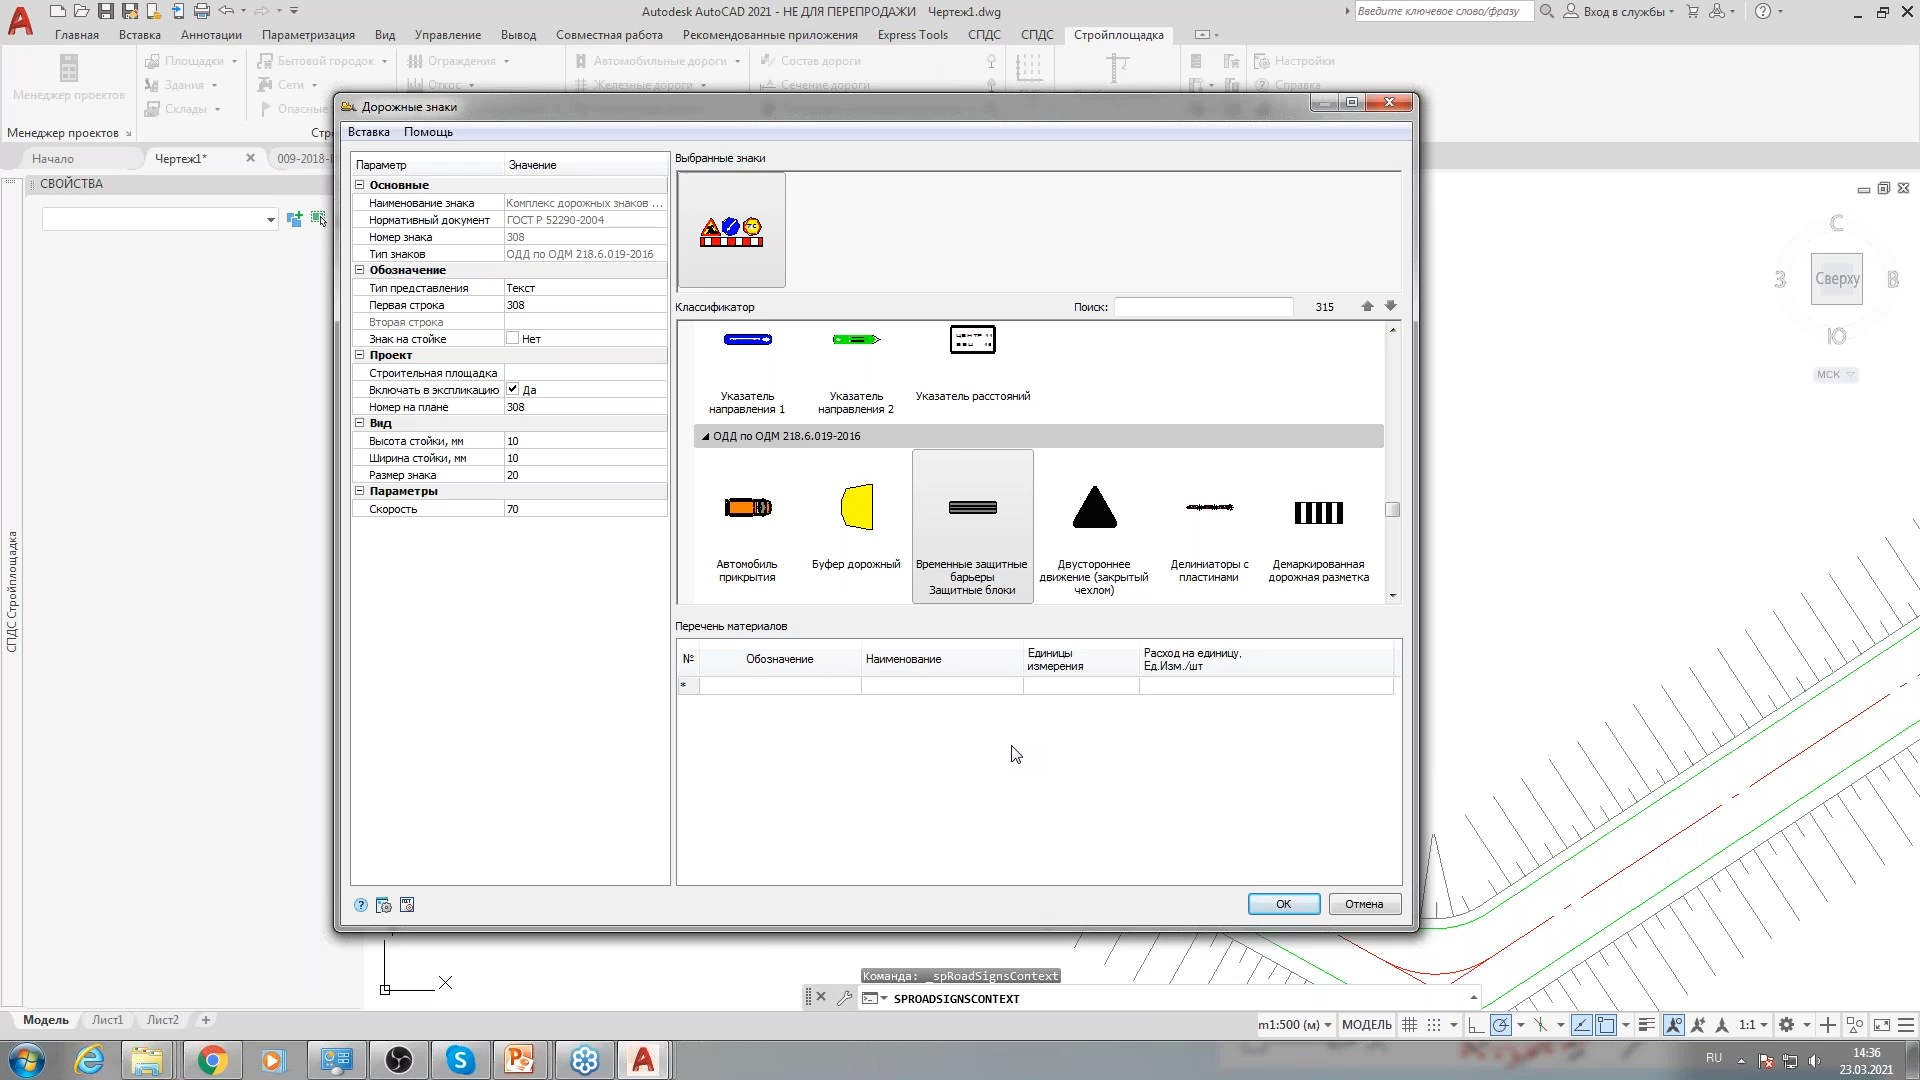 Autodesk AutoCAD 2021 - НЕ ДЛЯ ПЕРЕПРОДАЖИ Чертеж1.dwg
Введите ключевое слово/фразу
Вход в службы
Главная Вставка Аннотации Параметризация Вид Управление Вывод Совместная работа Рекомендованные приложения Express Tools СПДС СПДС Стройплощадка
Площадки Бытовой городок Ограждения Автомобильные дороги Состав дороги Настройки
Здания Сети Откос Железные дороги Сечение дороги Справка
Менеджер проектов
Склады Опасные
Менеджер проектов
Стр
Начало Чертеж1* 009-2018-
СВОЙСТВА
СПДС Стройплощадка
Дорожные знаки
Вставка Помощь
Параметр Значение
Основные
Наименование знака Комплекс дорожных знаков ...
Нормативный документ ГОСТ Р 52290-2004
Номер знака 308
Тип знаков ОДД по ОДМ 218.6.019-2016
Обозначение
Тип представления Текст
Первая строка 308
Вторая строка
Знак на стойке Нет
Проект
Строительная площадка
Включать в экспликацию Да
Номер на плане 308
Вид
Высота стойки, мм 10
Ширина стойки, мм 10
Размер знака 20
Параметры
Скорость 70
Выбранные знаки
Классификатор Поиск: 315
Указатель направления 1
Указатель направления 2
Указатель расстояний
ОДД по ОДМ 218.6.019-2016
Автомобиль прикрытия
Буфер дорожный
Временные защитные барьеры
Защитные блоки
Двустороннее движение (закрытый чехлом)
Делиниаторы с пластинами
Демаркированная дорожная разметка
Перечень материалов
№ Обозначение Наименование Единицы измерения Расход на единицу, Ед.Изм./шт
*
ОК Отмена
С
З Сверху В
Ю
МСК
Команда: _spRoadSignsContext
SPROADSIGNSCONTEXT
Модель Лист1 Лист2 +
m1:500 (м) МОДЕЛЬ 1:1
RU
14:36
23.03.2021